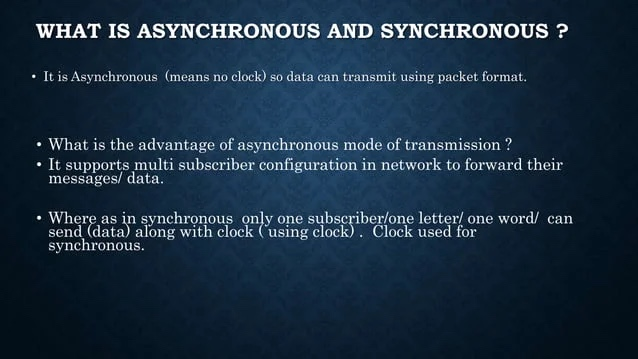 WHAT IS ASYNCHRONOUS AND SYNCHRONOUS ?
• It is Asynchronous (means no clock) so data can transmit using packet format.
• What is the advantage of asynchronous mode of transmission ?
• It supports multi subscriber configuration in network to forward their
messages/ data.
• Where as in synchronous only one subscriber/one letter/ one word/ can
send (data) along with clock ( using clock) . Clock used for
synchronous.